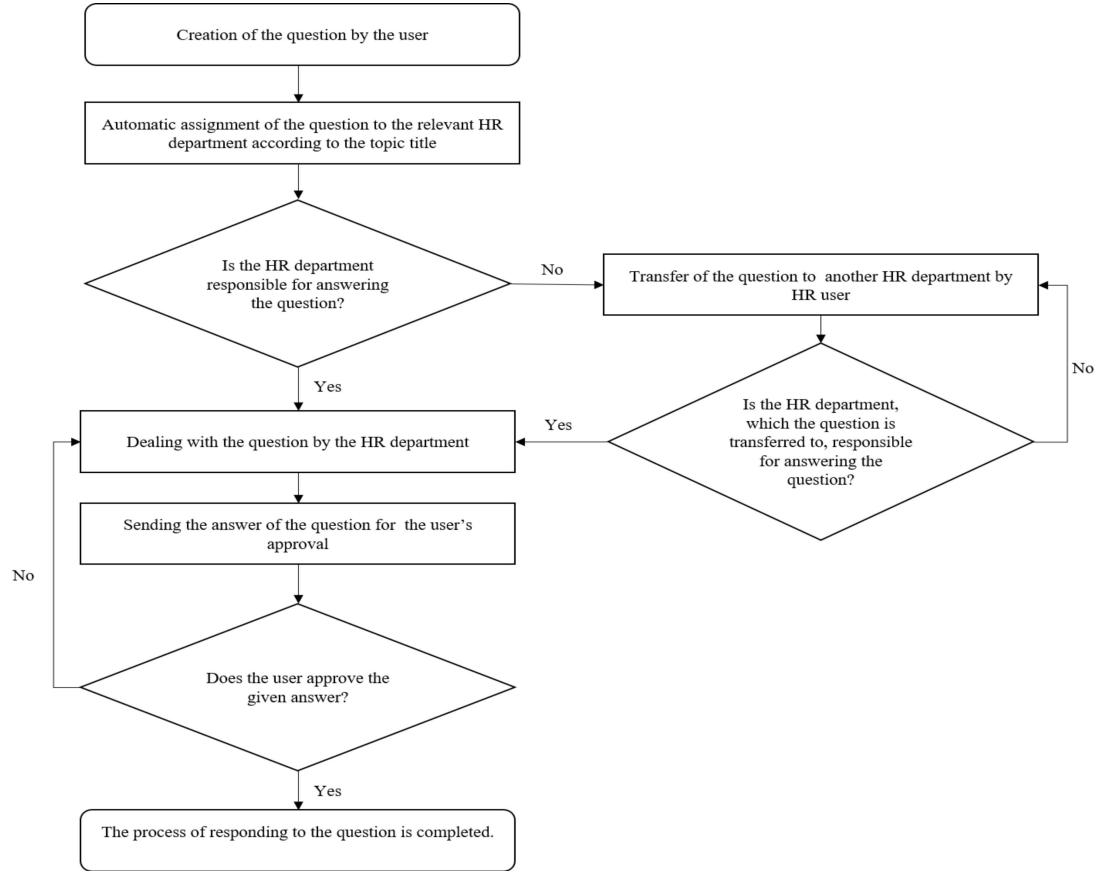 Creation of the question by the user
Automatic assignment of the question to the relevant HR
department according to the topic title
Is the HR department
responsible for answering
the question?
No
Transfer of the question to  another HR department by
HR user
Yes
No
Is the HR department,
which the question is
transferred to, responsible
for answering the
question?
Yes
Dealing with the question by the HR department
Sending the answer of the question for  the user’s
approval
No
Does the user approve the
given answer?
Yes
The process of responding to the question is completed.